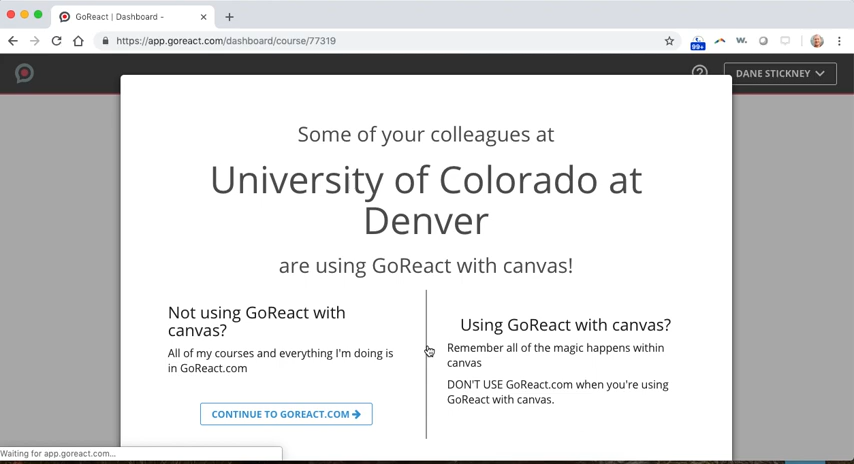 GoReact | Dashboard -
https://app.goreact.com/dashboard/course/77319
99+
w.
DANE STICKNEY
Some of your colleagues at
University of Colorado at
Denver
are using GoReact with canvas!
Not using GoReact with
canvas?
All of my courses and everything I'm doing is
in GoReact.com
CONTINUE TO GOREACT.COM
Using GoReact with canvas?
Remember all of the magic happens within
canvas
DON'T USE GoReact.com when you're using
GoReact with canvas.
Waiting for app.goreact.com...